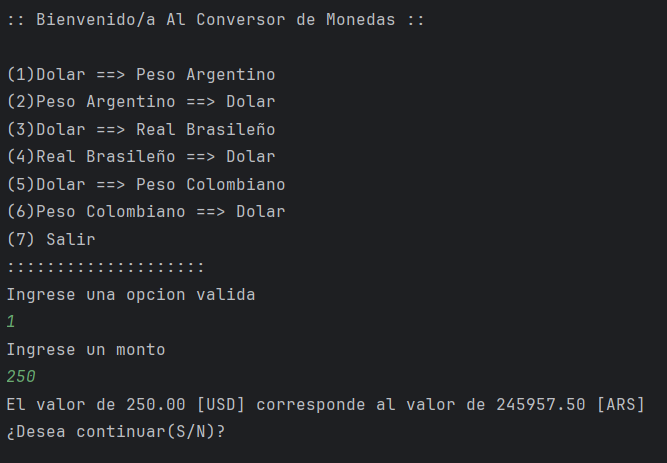 :: Bienvenido/a Al Conversor de Monedas ::
(1)Dolar ==> Peso Argentino
(2)Peso Argentino ==> Dolar
(3)Dolar ==> Real Brasileño
(4)Real Brasileño ==> Dolar
(5)Dolar ==> Peso Colombiano
(6)Peso Colombiano ==> Dolar
(7) Salir
::::::::::::::::::::
Ingrese una opcion valida
1
Ingrese un monto
250
El valor de 250.00 [USD] corresponde al valor de 245957.50 [ARS]
¿Desea continuar(S/N)?